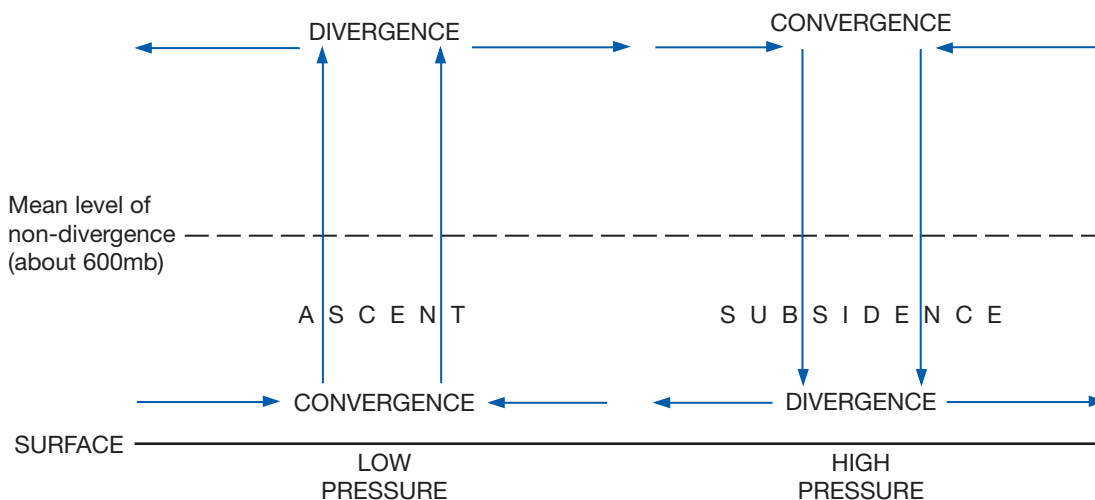 DIVERGENCE
CONVERGENCE
Mean level of
non-divergence
(about 600mb)
ASCENT
SUBSIDENCE
CONVERGENCE
DIVERGENCE
SURFACE
LOW
PRESSURE
HIGH
PRESSURE